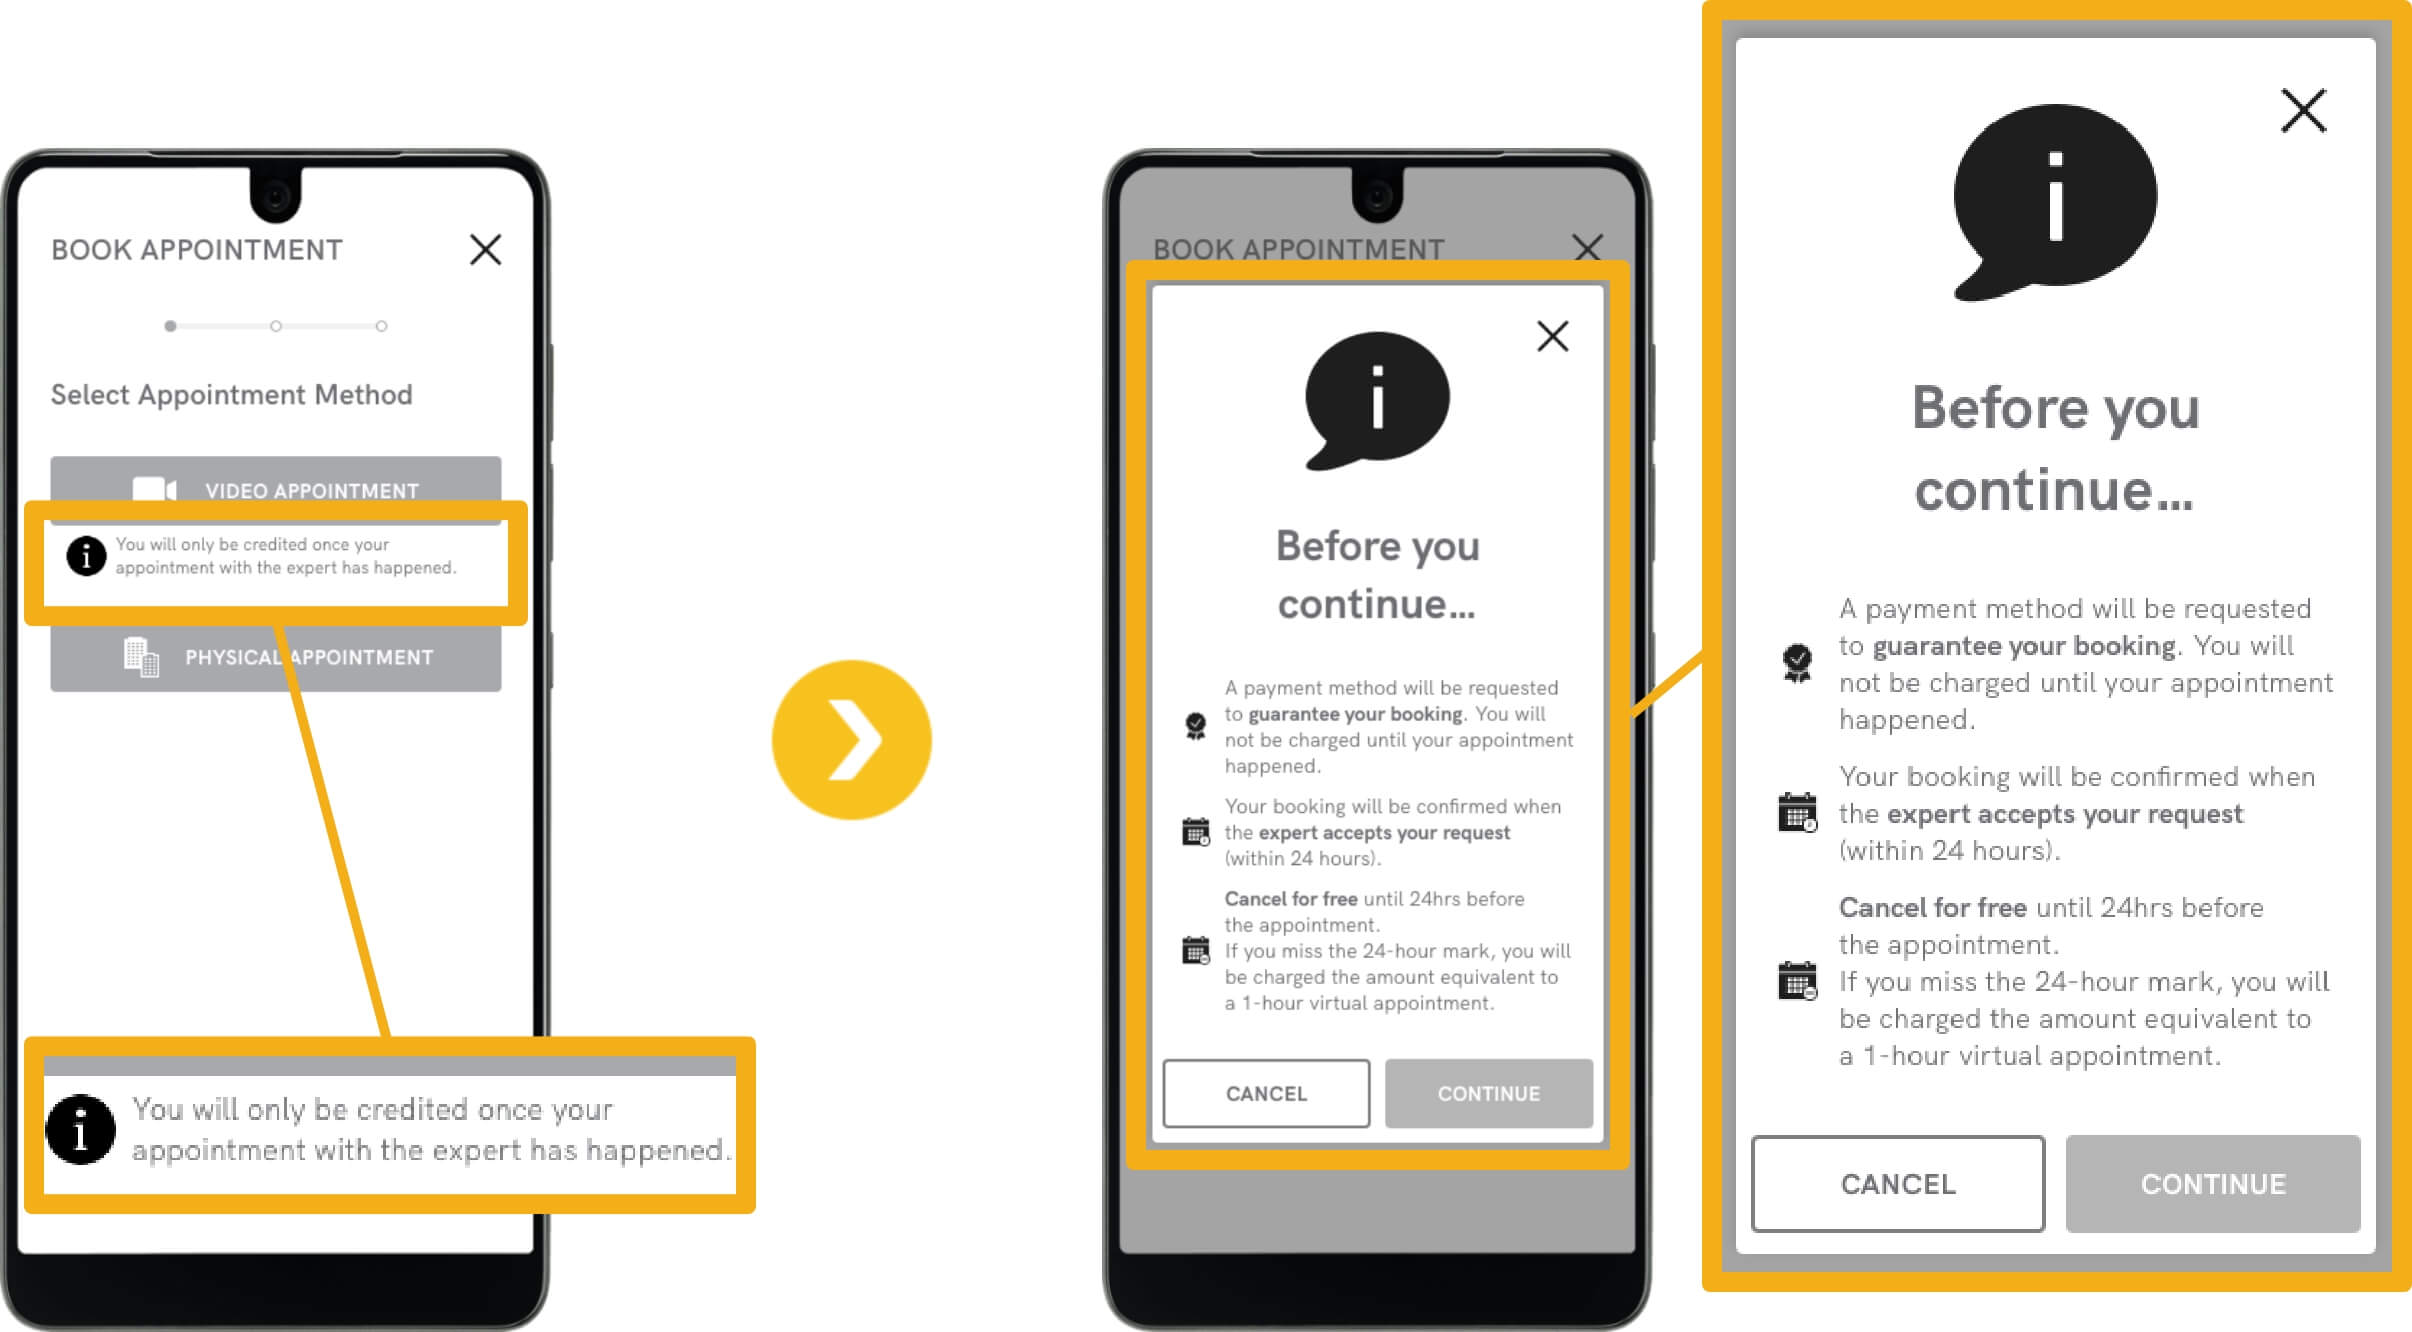 BOOK APPOINTMENT
Select Appointment Method
VIDEO APPOINTMENT
You will only be credited once your
appointment with the expert has happened.
PHYSICAL APPOINTMENT
You will only be credited once your
appointment with the expert has happened.
BOOK APPOINTMENT
Before you
continue...
A payment method will be requested
to guarantee your booking. You will
not be charged until your appointment
happened.
Your booking will be confirmed when
the expert accepts your request
(within 24 hours).
Cancel for free until 24hrs before
the appointment.
If you miss the 24-hour mark, you will
be charged the amount equivalent to
a 1-hour virtual appointment.
CANCEL
CONTINUE
Before you
continue...
A payment method will be requested
to guarantee your booking. You will
not be charged until your appointment
happened.
Your booking will be confirmed when
the expert accepts your request
(within 24 hours).
Cancel for free until 24hrs before
the appointment.
If you miss the 24-hour mark, you will
be charged the amount equivalent to
a 1-hour virtual appointment.
CANCEL
CONTINUE